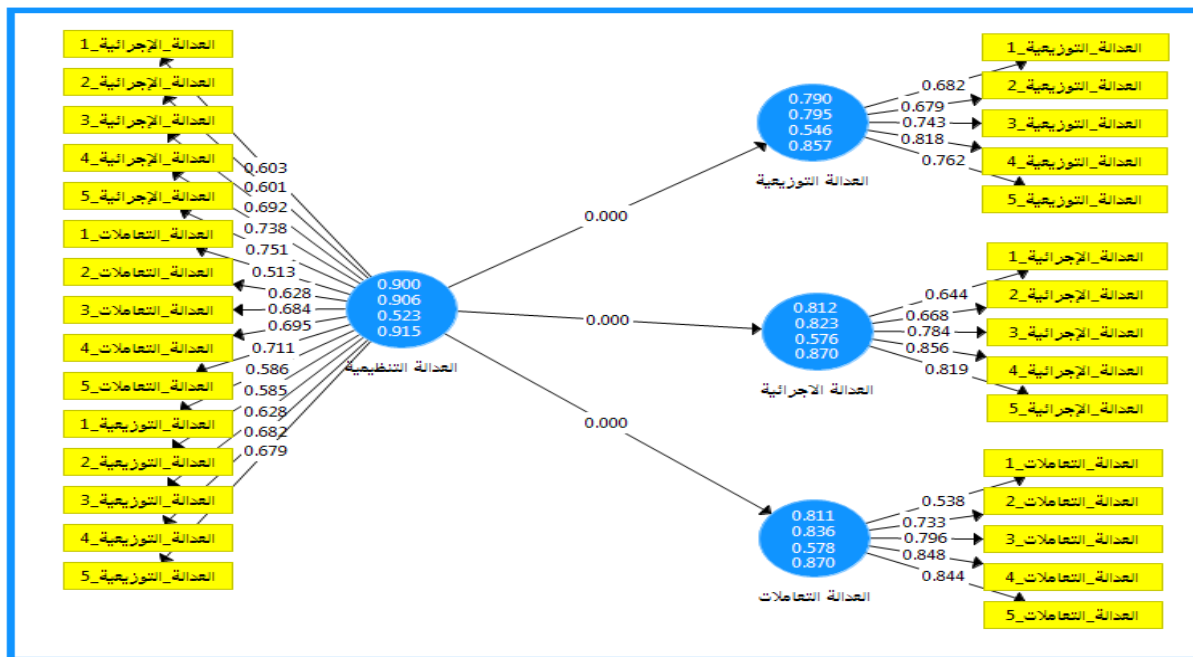 العدالة_الإجرائية_1
العدالة_الإجرائية_2
العدالة_الإجرائية_3
العدالة_الإجرائية_4
العدالة_الإجرائية_5
العدالة_التعاملات_1
العدالة_التعاملات_2
العدالة_التعاملات_3
العدالة_التعاملات_4
العدالة_التعاملات_5
العدالة_التوزيعية_1
العدالة_التوزيعية_2
العدالة_التوزيعية_3
العدالة_التوزيعية_4
العدالة_التوزيعية_5
0.603
0.601
0.692
0.738
0.751
0.513
0.628
0.684
0.695
0.711
0.586
0.585
0.628
0.682
0.679
0.900
0.906
0.523
0.915
العدالة التنظيمية
0.000
0.000
0.000
0.790
0.795
0.546
0.857
العدالة التوزيعية
0.682
0.679
0.743
0.818
0.762
العدالة_التوزيعية_1
العدالة_التوزيعية_2
العدالة_التوزيعية_3
العدالة_التوزيعية_4
العدالة_التوزيعية_5
0.812
0.823
0.576
0.870
العدالة الاجرائية
0.644
0.668
0.784
0.856
0.819
العدالة_الإجرائية_1
العدالة_الإجرائية_2
العدالة_الإجرائية_3
العدالة_الإجرائية_4
العدالة_الإجرائية_5
0.811
0.836
0.578
0.870
العدالة التعاملات
0.538
0.733
0.796
0.848
0.844
العدالة_التعاملات_1
العدالة_التعاملات_2
العدالة_التعاملات_3
العدالة_التعاملات_4
العدالة_التعاملات_5